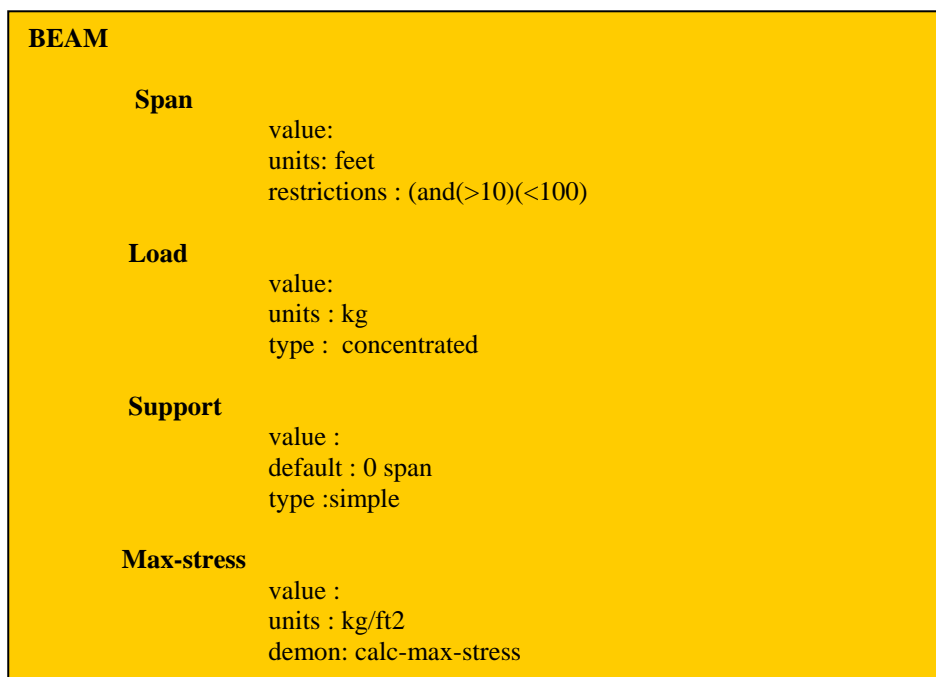 BEAM
Span
value:
units: feet
restrictions : (and(>10)(<100)
Load
value:
units : kg
type :  concentrated
Support
value :
default : 0 span
type :simple
Max-stress
value :
units : kg/ft2
demon: calc-max-stress